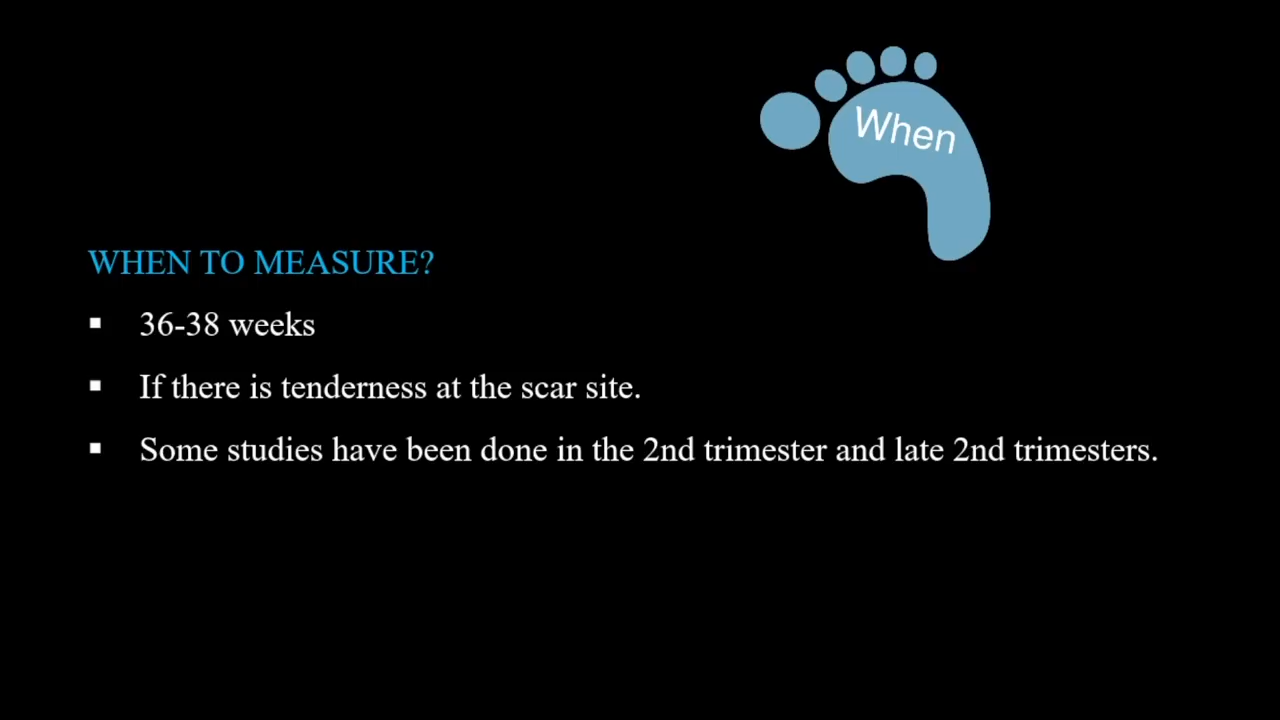 When
WHEN TO MEASURE?
▪ 36-38 weeks
▪ If there is tenderness at the scar site.
▪ Some studies have been done in the 2nd trimester and late 2nd trimesters.